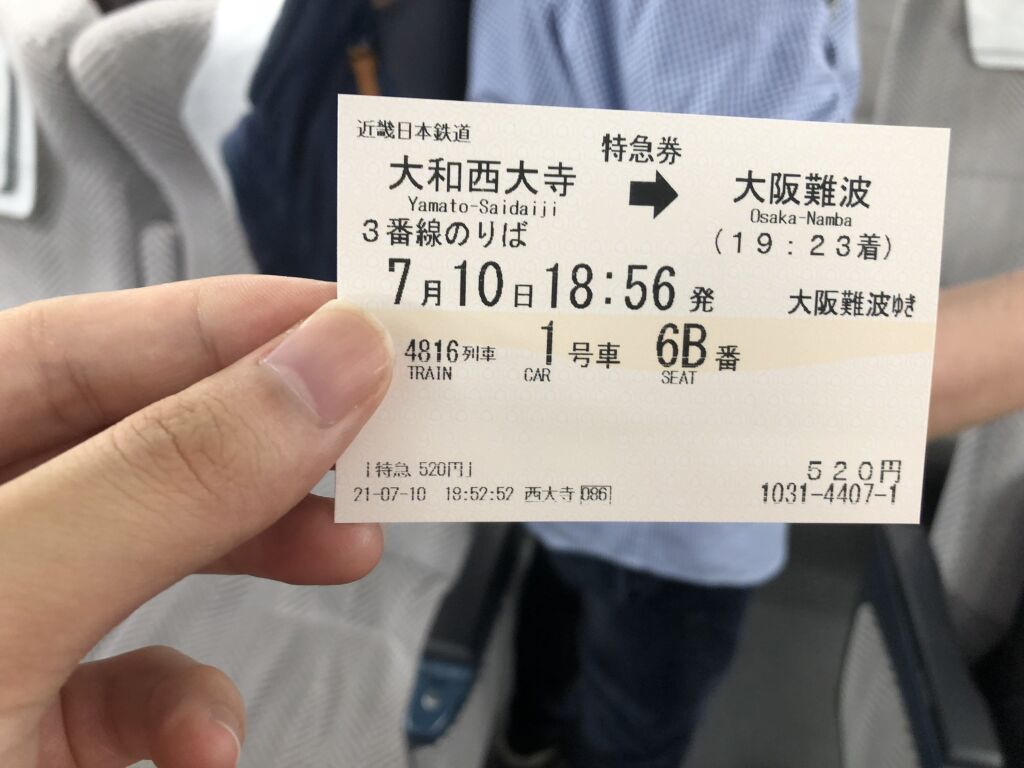 近畿日本鉄道
特急券
大和西大寺 → 大阪難波
Yamato-Saidaiji Osaka-Namba
3番線のりば (19:23着)
7月10日18:56発 大阪難波ゆき
4816列車 1号車 6B番
TRAIN CAR SEAT
520円
特急 520円
21-07-10 18:52:52 西大寺 086 1031-4407-1